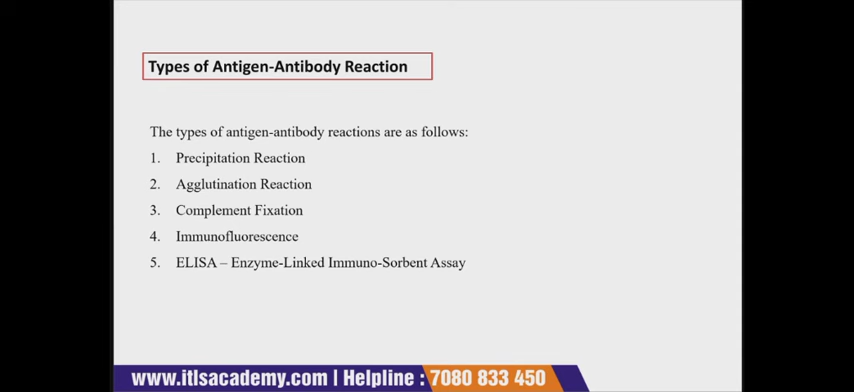 Types of Antigen-Antibody Reaction
The types of antigen-antibody reactions are as follows:
1. Precipitation Reaction
2. Agglutination Reaction
3. Complement Fixation
4. Immunofluorescence
5. ELISA – Enzyme-Linked Immuno-Sorbent Assay
www.itlsacademy.com | Helpline : 7080 833 450